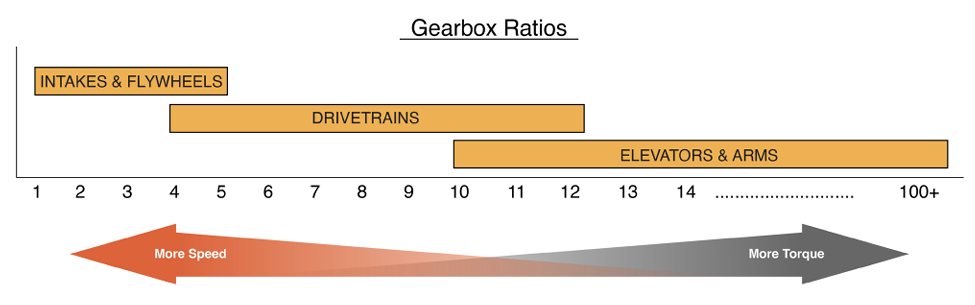 Gearbox Ratios
INTAKES & FLYWHEELS
DRIVETRAINS
ELEVATORS & ARMS
1 2 3 4 5 6 7 8 9 10 11 12 13 14 ........................... 100+
More Speed
More Torque